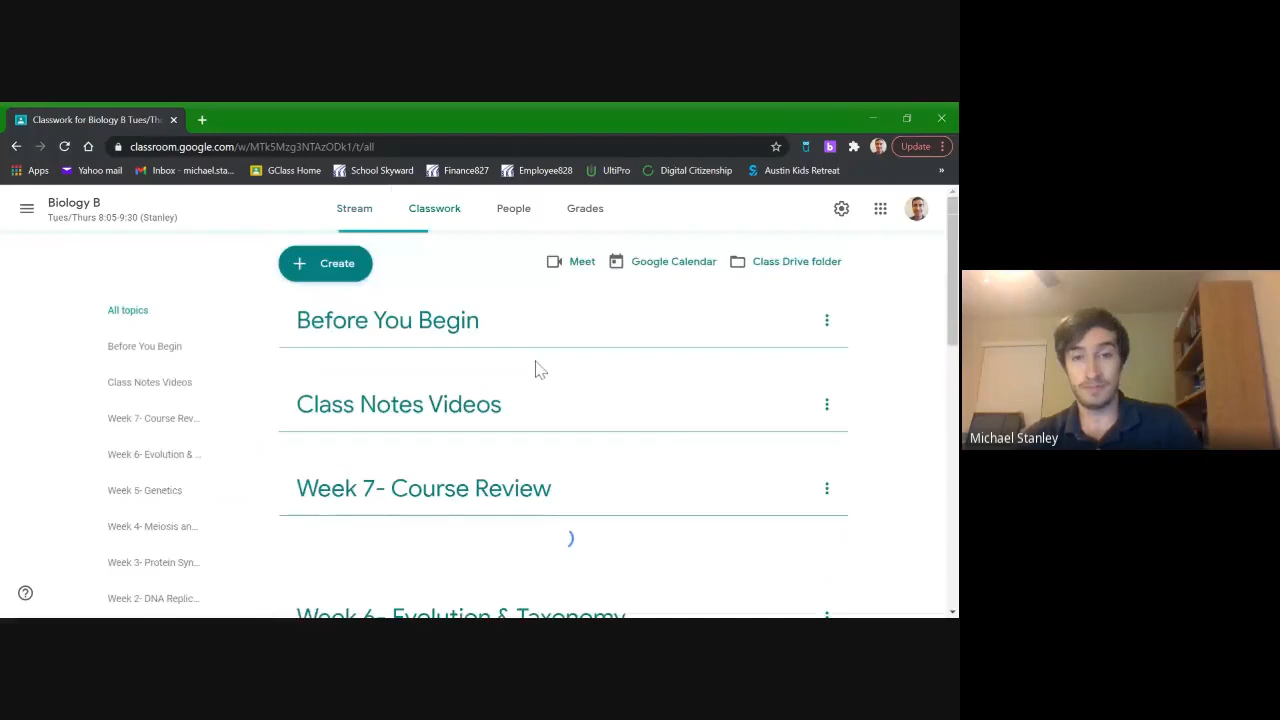 Classwork for Biology B Tues/Th
classroom.google.com/w/MTk5Mzg3NTAzODk1/t/all
Update
Apps
Yahoo mail
Inbox - michael.sta...
GClass Home
School Skyward
Finance827
Employee828
UltiPro
Digital Citizenship
Austin Kids Retreat
»
Biology B
Tues/Thurs 8:05-9:30 (Stanley)
Stream
Classwork
People
Grades
Create
Meet
Google Calendar
Class Drive folder
All topics
Before You Begin
Class Notes Videos
Week 7- Course Rev...
Week 6- Evolution & ...
Week 5- Genetics
Week 4- Meiosis an...
Week 3- Protein Syn...
Week 2- DNA Replic...
Before You Begin
Class Notes Videos
Week 7- Course Review
Week 6- Evolution & Taxonomy
Michael Stanley